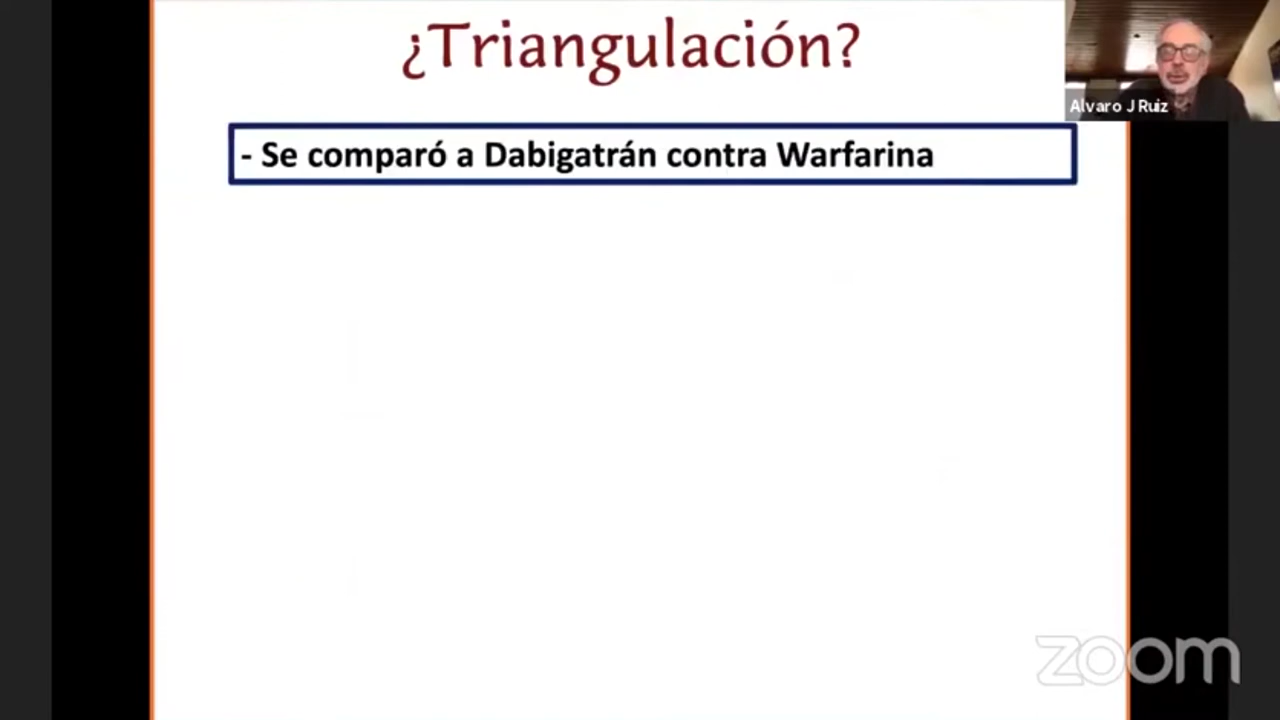 ¿Triangulación?
Alvaro J Ruiz
- Se comparó a Dabigatrán contra Warfarina
zoom